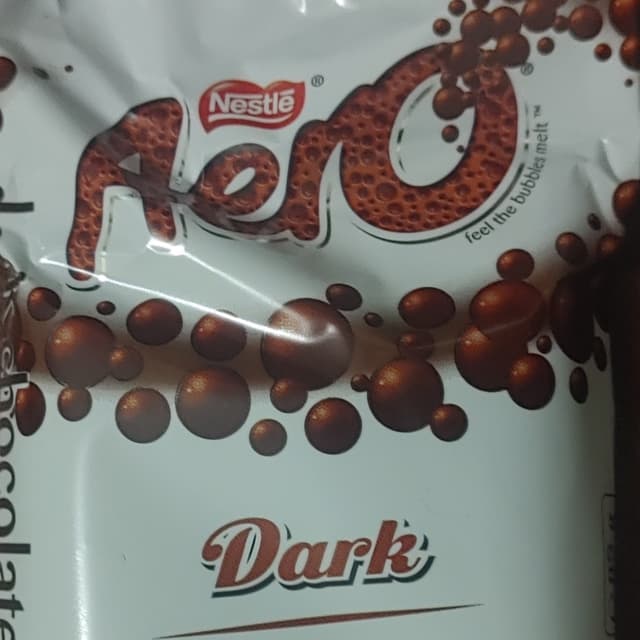 Nestlé®
Aero®
feel the bubbles melt™
Dark
chocolate